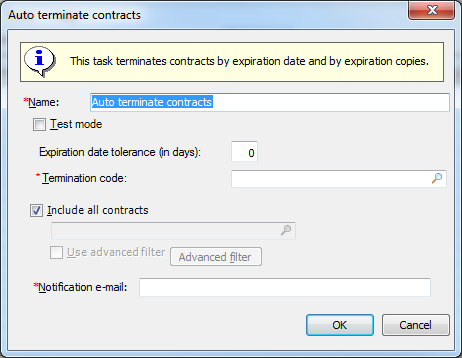 Auto terminate contracts
This task terminates contracts by expiration date and by expiration copies.
*Name: Auto terminate contracts
Test mode
Expiration date tolerance (in days): 0
*Termination code:
Include all contracts
Use advanced filter Advanced filter
*Notification e-mail:
OK Cancel